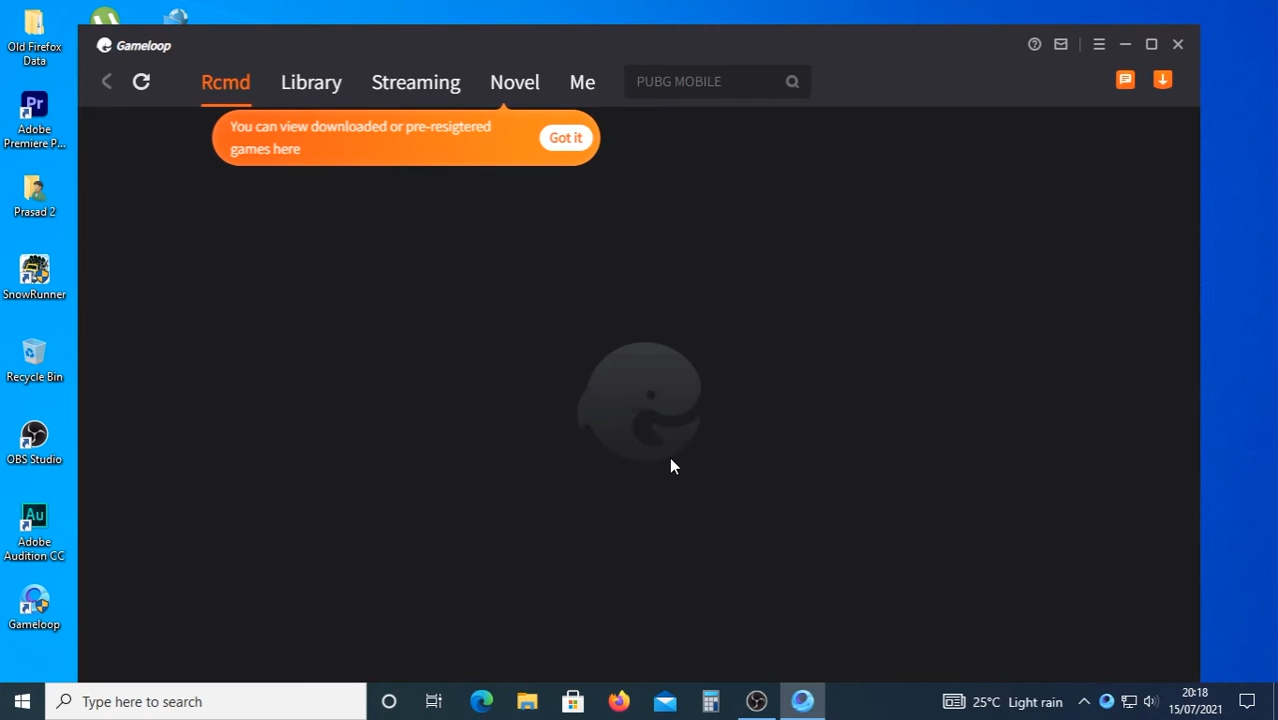 Old Firefox
Data
Adobe
Premiere P...
Prasad 2
SnowRunner
Recycle Bin
OBS Studio
Adobe
Audition CC
Gameloop
Gameloop
Rcmd
Library
Streaming
Novel
Me
PUBG MOBILE
You can view downloaded or pre-resigtered
games here
Got it
Type here to search
25°C Light rain
20:18
15/07/2021